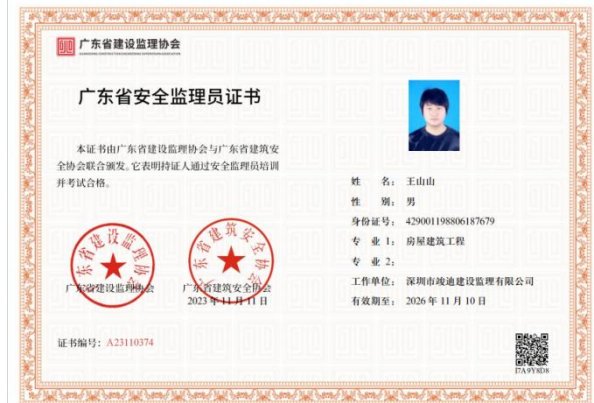 广东省建设监理协会
广东省安全监理员证书
本证书由广东省建设监理协会与广东省建筑安
全协会联合颁发。它表明持证人通过安全监理员培训
并考试合格。
广东省建设监理协会
广东省建筑安全协会
2023 年 11 月 11 日
证书编号：A23110374
姓 名：王山山
性 别：男
身份证号：429001198806187679
专 业 1：房屋建筑工程
专 业 2：
工作单位：深圳市竣迪建设监理有限公司
有效期至：2026 年 11 月 10 日
I7A9Y8D8